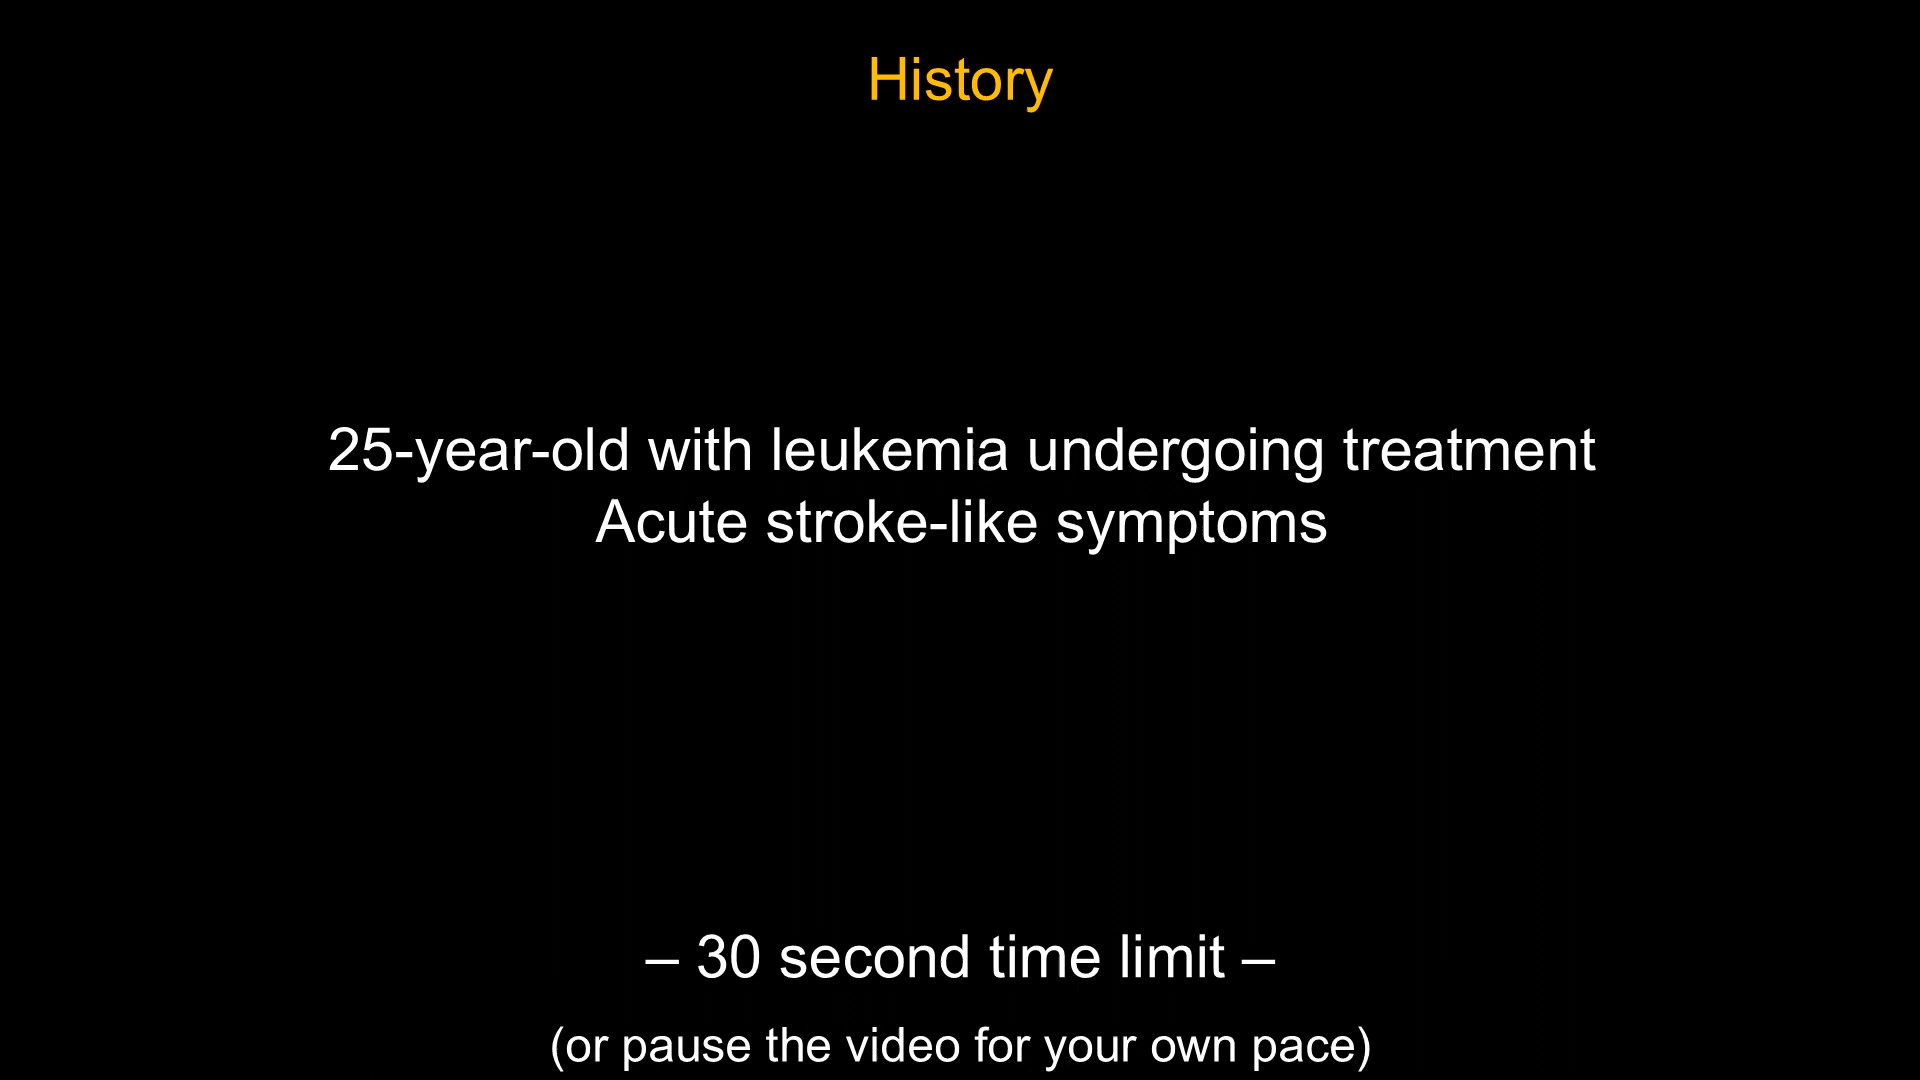 History
25-year-old with leukemia undergoing treatment
Acute stroke-like symptoms
– 30 second time limit –
(or pause the video for your own pace)